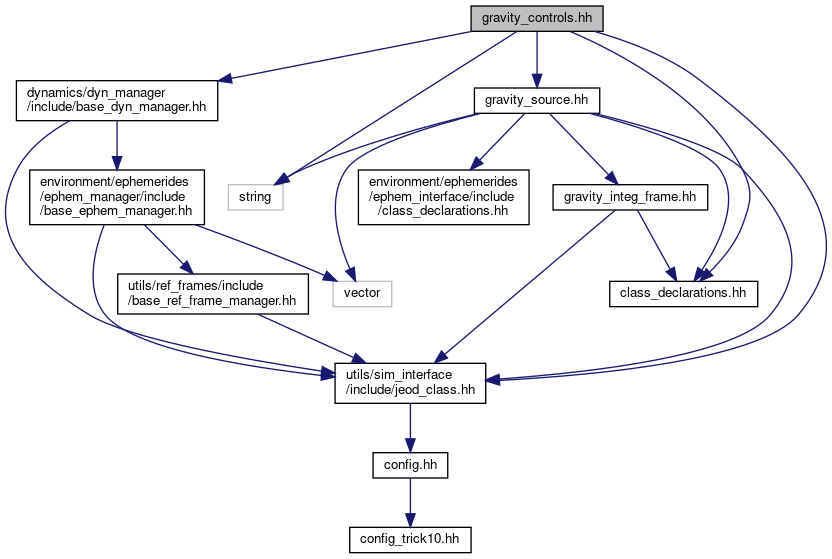 gravity_controls.hh
dynamics/dyn_manager
/include/base_dyn_manager.hh
gravity_source.hh
environment/ephemerides
/ephem_manager/include
/base_ephem_manager.hh
string
environment/ephemerides
/ephem_interface/include
/class_declarations.hh
gravity_integ_frame.hh
utils/ref_frames/include
/base_ref_frame_manager.hh
vector
class_declarations.hh
utils/sim_interface
/include/jeod_class.hh
config.hh
config_trick10.hh